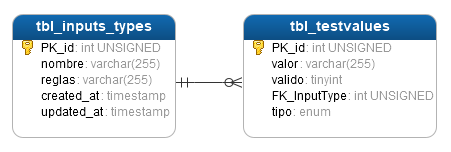 tbl_inputs_types
PK_id: int UNSIGNED
nombre: varchar(255)
reglas: varchar(255)
created_at: timestamp
updated_at: timestamp
tbl_testvalues
PK_id: int UNSIGNED
valor: varchar(255)
valido: tinyint
FK_InputType: int UNSIGNED
tipo: enum